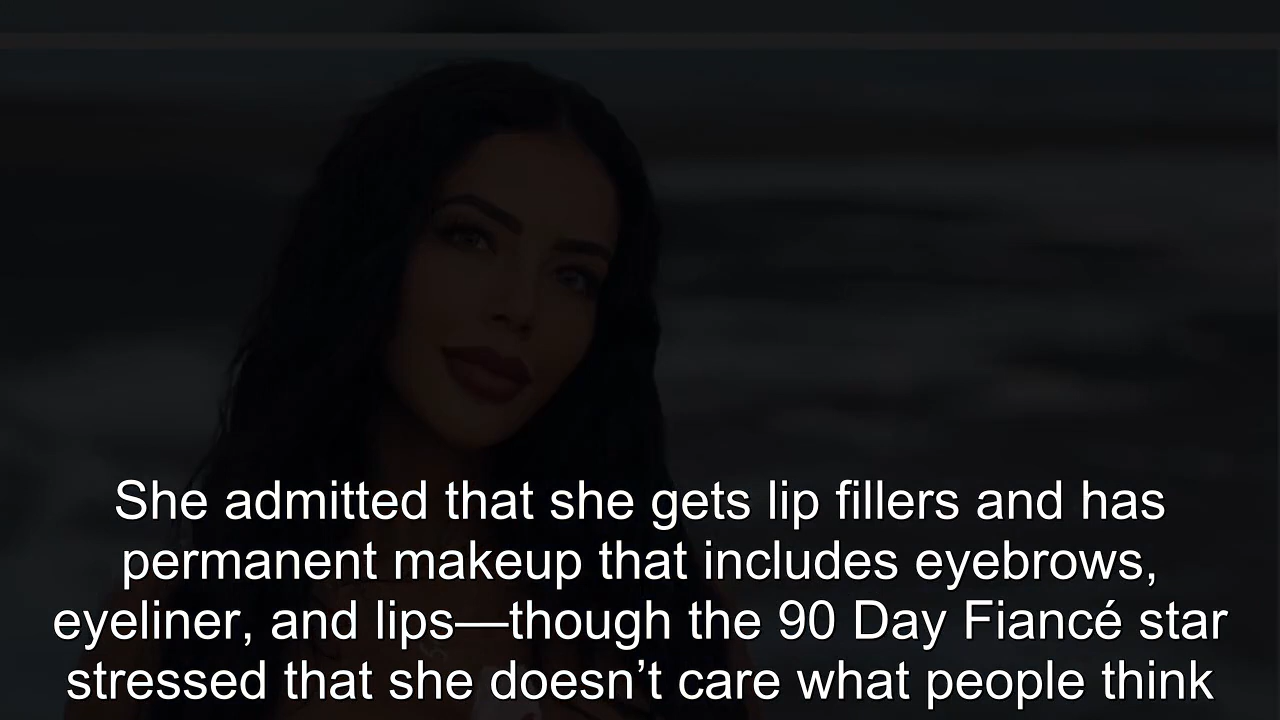 She admitted that she gets lip fillers and has
permanent makeup that includes eyebrows,
eyeliner, and lips—though the 90 Day Fiancé star
stressed that she doesn’t care what people think